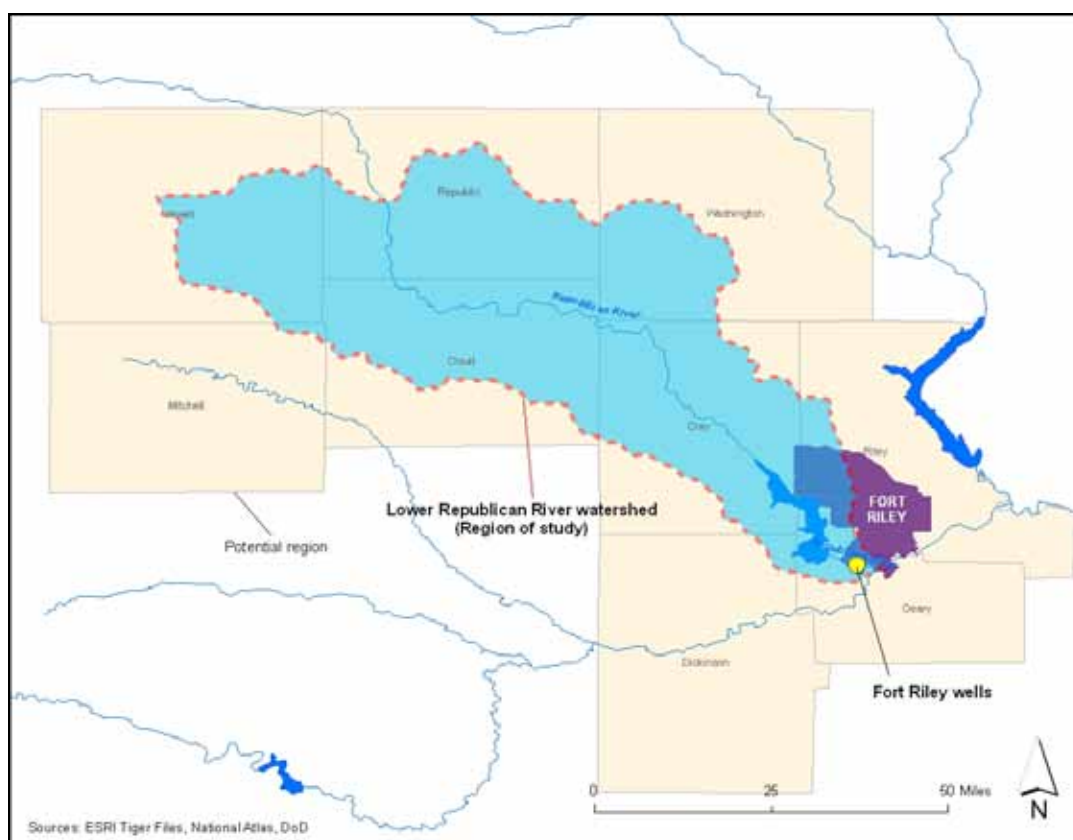 Republic
Jewell
Washington
Republican River
Cloud
Mitchell
Clay
Riley
FORT
RILEY
Lower Republican River watershed
(Region of study)
Potential region
Geary
Dickinson
Fort Riley wells
0 25 50 Miles
N
Sources: ESRI Tiger Files, National Atlas, DoD